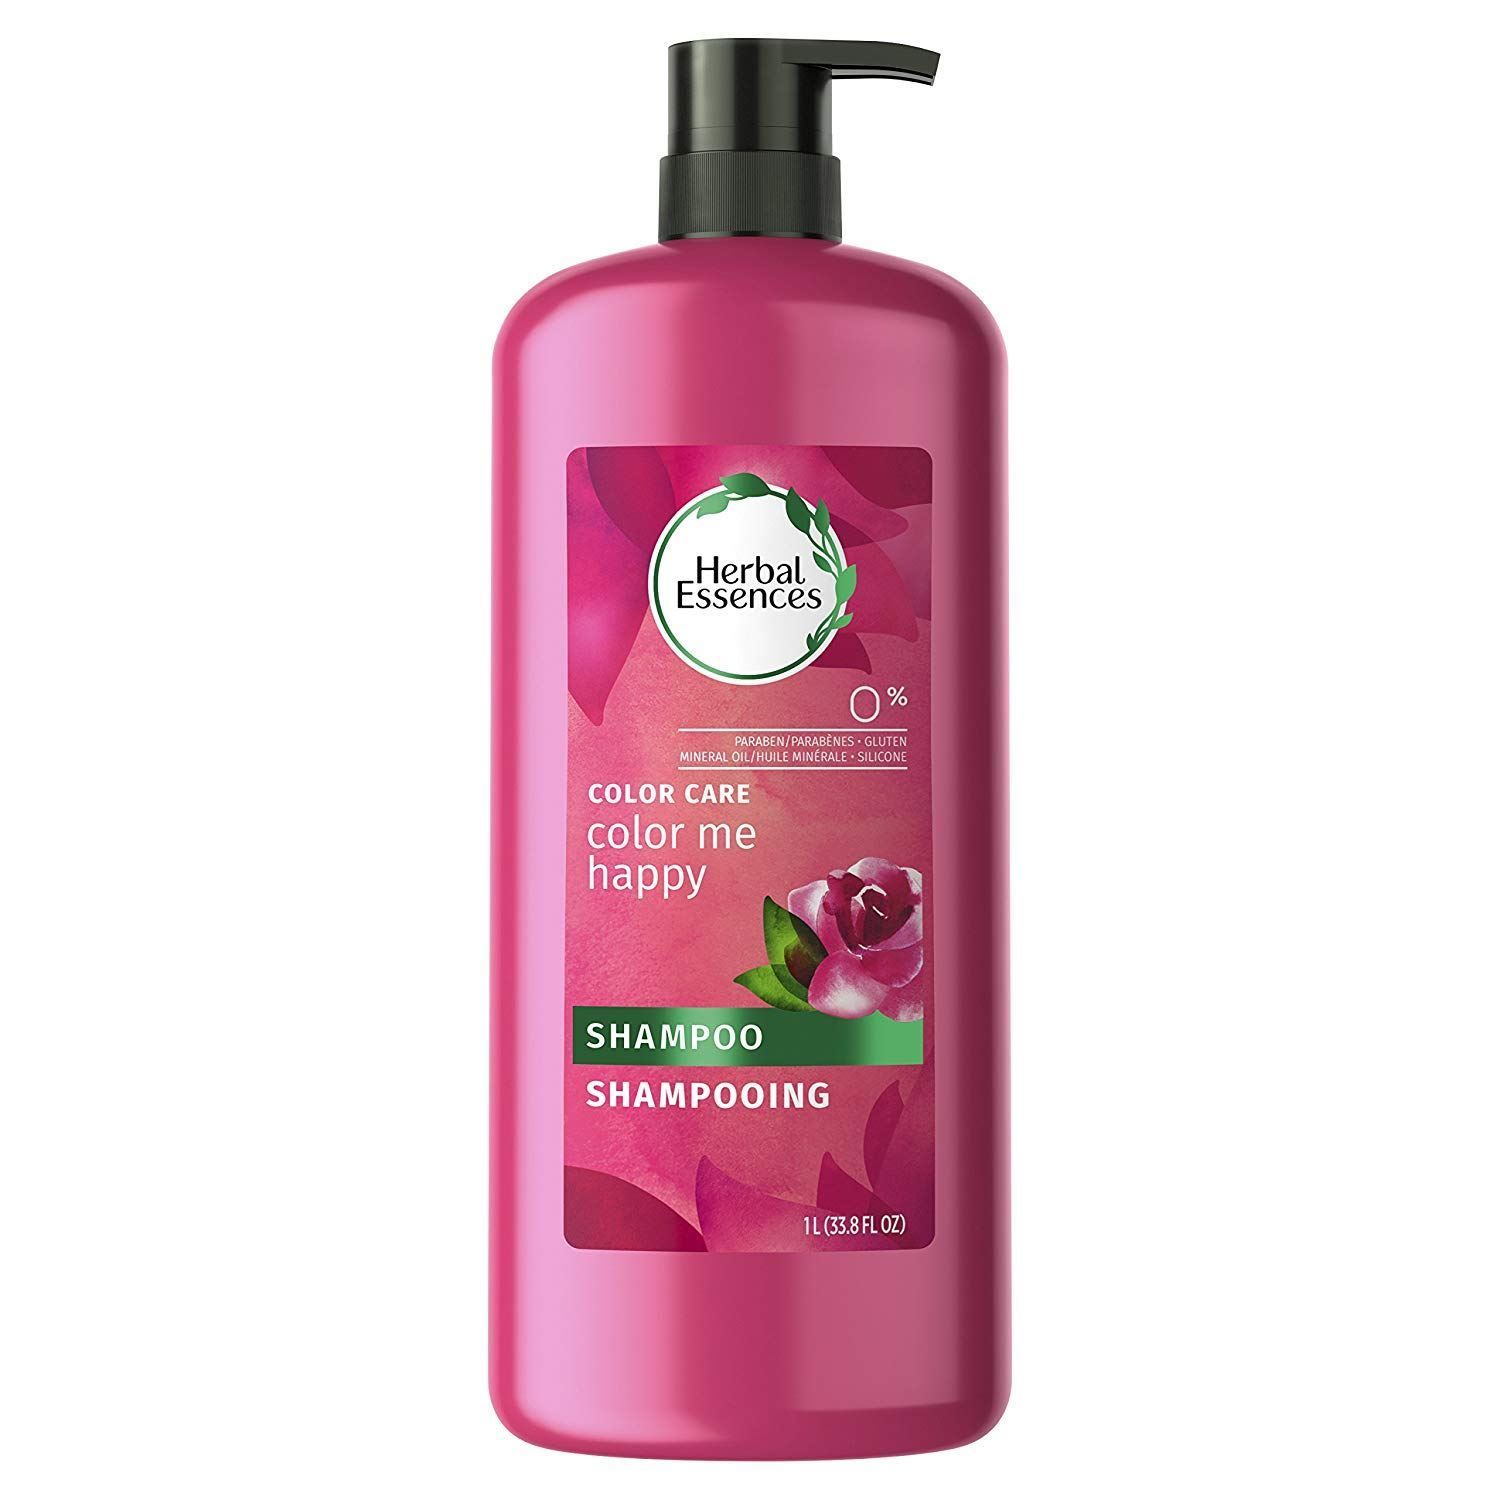 Herbal
Essences
0%
PARABEN/PARABÈNES • GLUTEN
MINERAL OIL/HUILE MINÉRALE • SILICONE
COLOR CARE
color me
happy
SHAMPOO
SHAMPOOING
1 L (33.8 FL OZ)